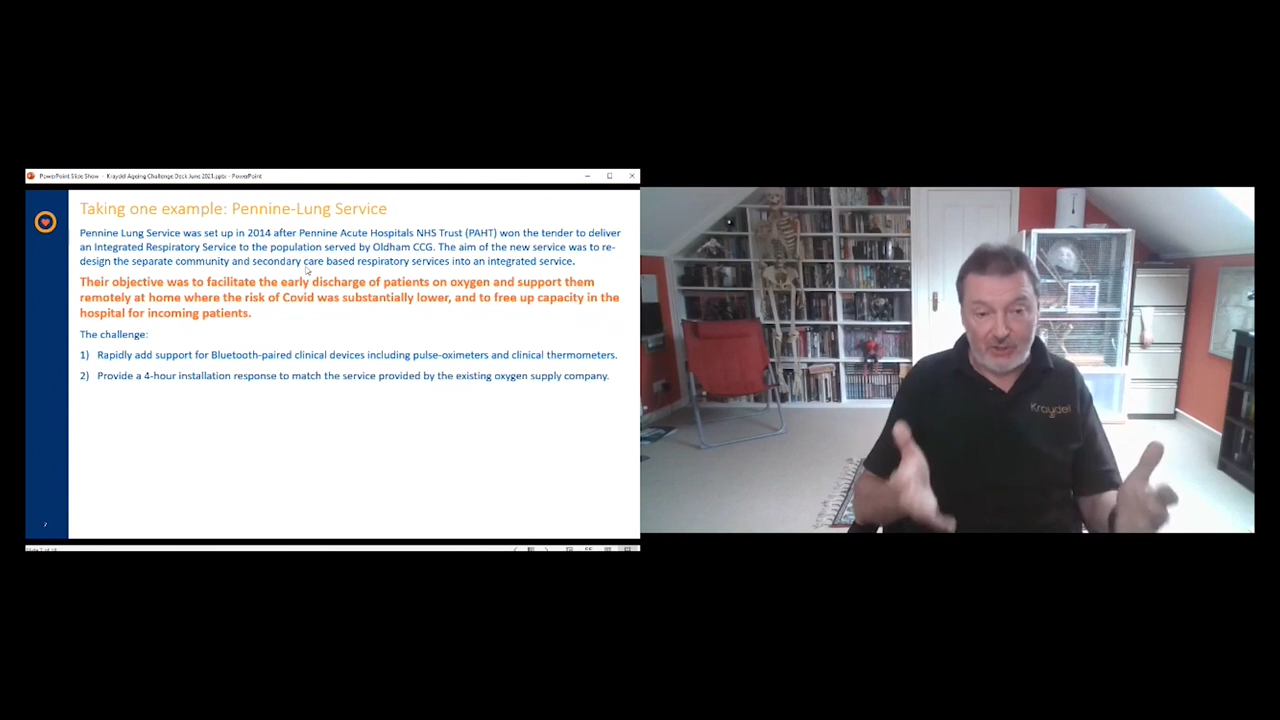 PowerPoint Slide Show - Kraydel Ageing Challenge Deck June 2021.pptx - PowerPoint
Taking one example: Pennine-Lung Service
Pennine Lung Service was set up in 2014 after Pennine Acute Hospitals NHS Trust (PAHT) won the tender to deliver
an Integrated Respiratory Service to the population served by Oldham CCG. The aim of the new service was to re-
design the separate community and secondary care based respiratory services into an integrated service.
Their objective was to facilitate the early discharge of patients on oxygen and support them
remotely at home where the risk of Covid was substantially lower, and to free up capacity in the
hospital for incoming patients.
The challenge:
1) Rapidly add support for Bluetooth-paired clinical devices including pulse-oximeters and clinical thermometers.
2) Provide a 4-hour installation response to match the service provided by the existing oxygen supply company.
7
Kraydel